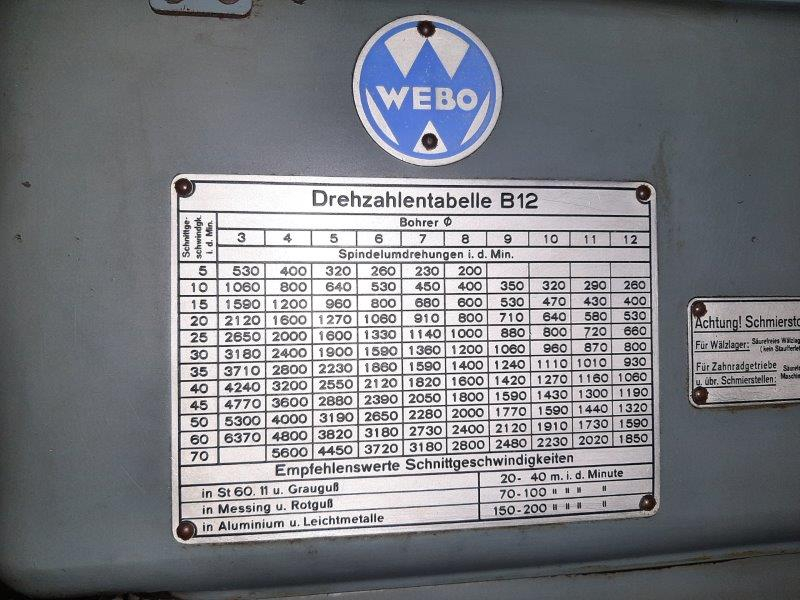 WEBO
Drehzahlentabelle B12
Schnittge-
schwindgk.
i. d. Min.
Bohrer Ø
3 4 5 6 7 8 9 10 11 12
Spindelumdrehungen i. d. Min.
5 530 400 320 260 230 200
10 1060 800 640 530 450 400 350 320 290 260
15 1590 1200 960 800 680 600 530 470 430 400
20 2120 1600 1270 1060 910 800 710 640 580 530
25 2650 2000 1600 1330 1140 1000 880 800 720 660
30 3180 2400 1900 1590 1360 1200 1060 960 870 800
35 3710 2800 2230 1860 1590 1400 1240 1110 1010 930
40 4240 3200 2550 2120 1820 1600 1420 1270 1160 1060
45 4770 3600 2880 2390 2050 1800 1590 1430 1300 1190
50 5300 4000 3190 2650 2280 2000 1770 1590 1440 1320
60 6370 4800 3820 3180 2730 2400 2120 1910 1730 1590
70 5600 4450 3720 3180 2800 2480 2230 2020 1850
Empfehlenswerte Schnittgeschwindigkeiten
in St 60. 11 u. Grauguß 20- 40 m. i. d. Minute
in Messing u. Rotguß 70-100 " " " "
in Aluminium u. Leichtmetalle 150-200 " " " "
Achtung! Schmiersto
Für Wälzlager: Säurefreies Wälzlag
(kein Stauferfe
Für Zahnradgetriebe Säure
u. übr. Schmierstellen: Maschin